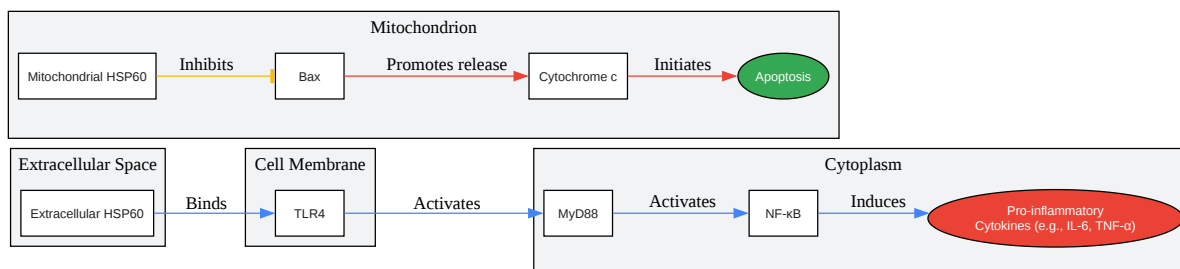 Mitochondrion
Mitochondrial HSP60
Inhibits
Bax
Promotes release
Cytochrome c
Initiates
Apoptosis
Extracellular Space
Extracellular HSP60
Binds
Cell Membrane
TLR4
Activates
Cytoplasm
MyD88
Activates
NF-κB
Induces
Pro-inflammatory
Cytokines (e.g., IL-6, TNF-α)